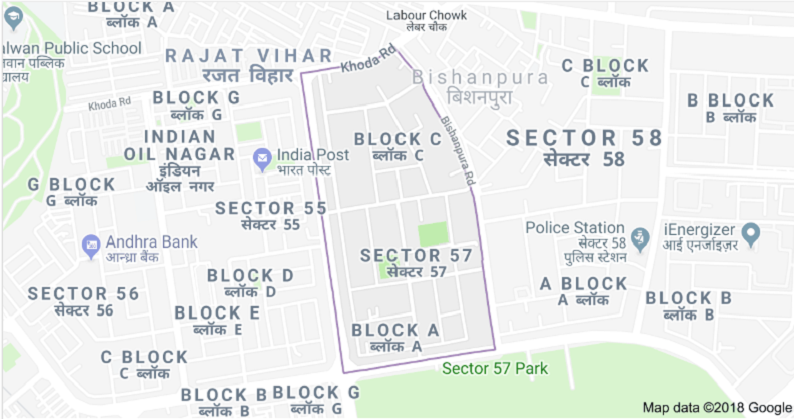 BLOCK A
ब्लॉक A
Labour Chowk
लेबर चौक
lwan Public School
वान पब्लिक
ालय
RAJAT VIHAR
रजत विहार
Khoda Rd
Bishanpura
बिशनपुरा
C BLOCK
C ब्लॉक
Khoda Rd
BLOCK G
ब्लॉक G
B BLOCK
B ब्लॉक
INDIAN
OIL NAGAR
इंडियन
ऑइल नगर
India Post
भारत पोस्ट
BLOCK C
ब्लॉक C
Bishanpura Rd
SECTOR 58
सेक्टर 58
G BLOCK
G ब्लॉक
SECTOR 55
सेक्टर 55
Andhra Bank
आन्ध्रा बैंक
Police Station
सेक्टर 58
पुलिस स्टेशन
iEnergizer
आई एनर्जाइज़र
SECTOR 57
सेक्टर 57
BLOCK D
ब्लॉक D
SECTOR 56
सेक्टर 56
A BLOCK
A ब्लॉक
BLOCK B
ब्लॉक B
BLOCK E
ब्लॉक E
BLOCK A
ब्लॉक A
C BLOCK
C ब्लॉक
Sector 57 Park
BLOCK B
ब्लॉक B
BLOCK G
ब्लॉक G
Map data ©2018 Google